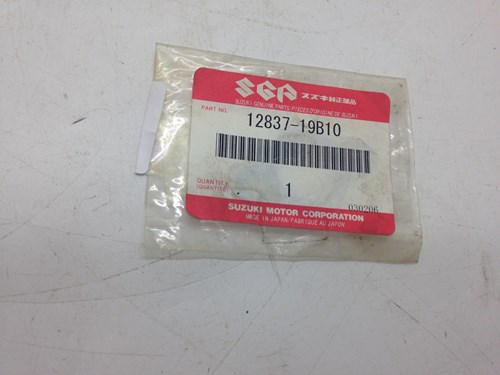 SGP スズキ純正部品
SUZUKI GENUINE PARTS/PIECES D'ORIGINE DE SUZUKI
PART NO. 12837-19B10
QUANTITY
(QUANTITE) 1
030206
SUZUKI MOTOR CORPORATION
MADE IN JAPAN/FABRIQUE AU JAPON